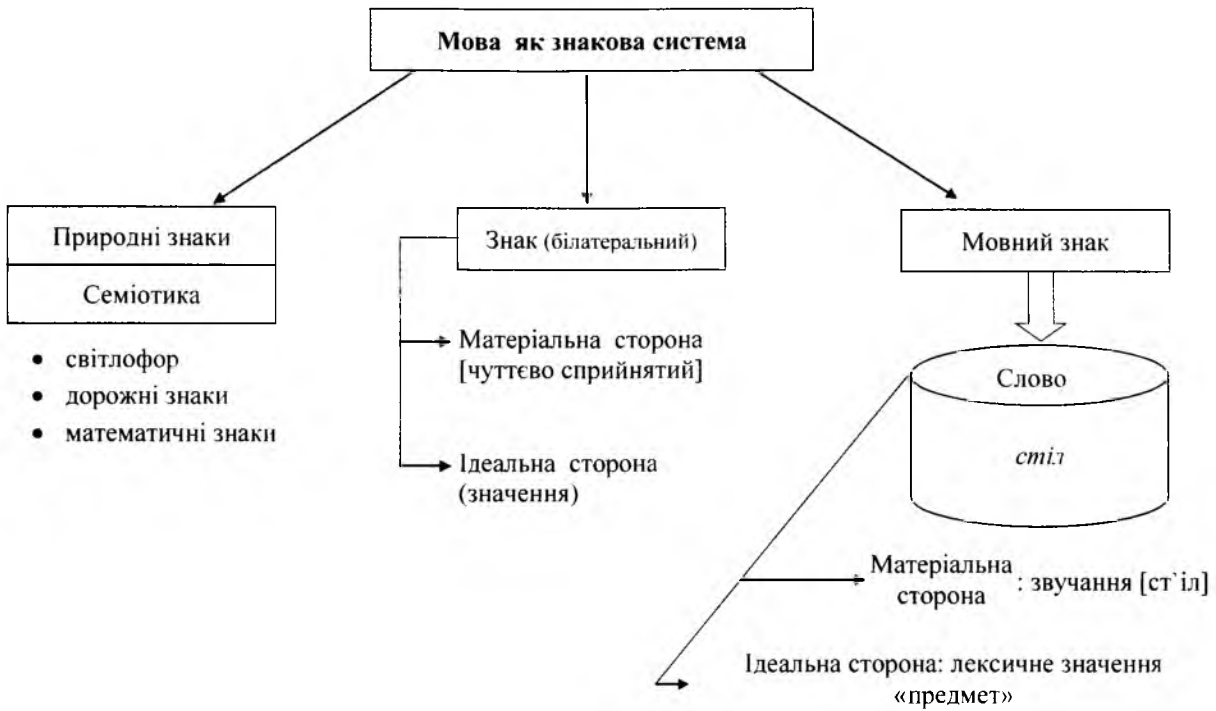 Мова як знакова система
Природні знаки
Семіотика
• світлофор
• дорожні знаки
• математичні знаки
Знак (білатеральний)
Матеріальна сторона
[чуттєво сприйнятий]
Ідеальна сторона
(значення)
Мовний знак
Слово
стіл
Матеріальна
сторона : звучання [ст`іл]
Ідеальна сторона: лексичне значення
«предмет»